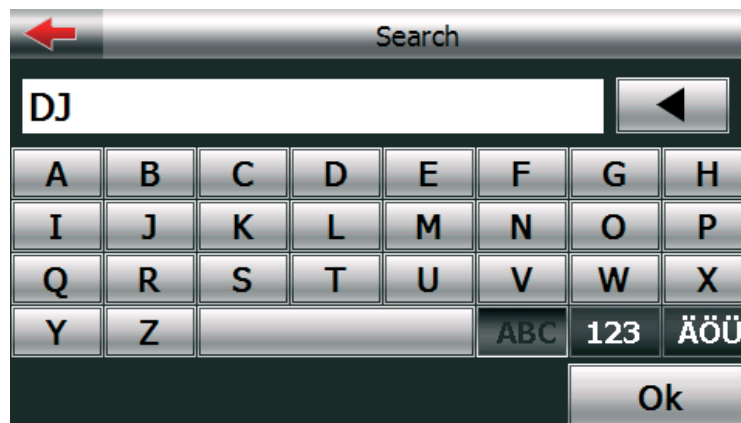 Search
DJ
A B C D E F G H
I J K L M N O P
Q R S T U V W X
Y Z ABC 123 ÄÖÜ
Ok